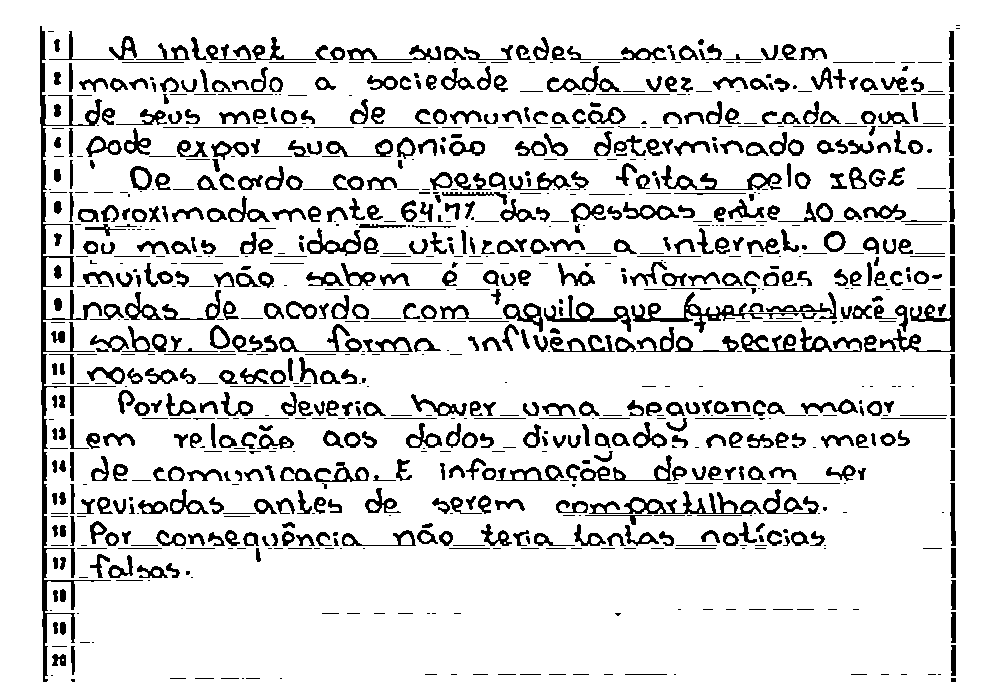 1 A internet com suas redes sociais, vem
2 manipulando a sociedade cada vez mais. Através
3 de seus meios de comunicação, onde cada qual
4 pode expor sua opnião sob determinado assunto.
5 De acordo com pesquisas feitas pelo IBGE
6 aproximadamente 64,7% das pessoas entre 10 anos
7 ou mais de idade utilizaram a internet. O que
8 muitos não sabem é que há informações selecio-
9 nadas de acordo com aquilo que (queremos) você quer
10 saber. Dessa forma influênciando secretamente
11 nossas escolhas.
12 Portanto deveria haver uma segurança maior
13 em relação aos dados divulgados nesses meios
14 de comunicação. E informações deveriam ser
15 revisadas antes de serem compartilhadas.
16 Por consequência não teria tantas notícias
17 falsas.
18
19
20